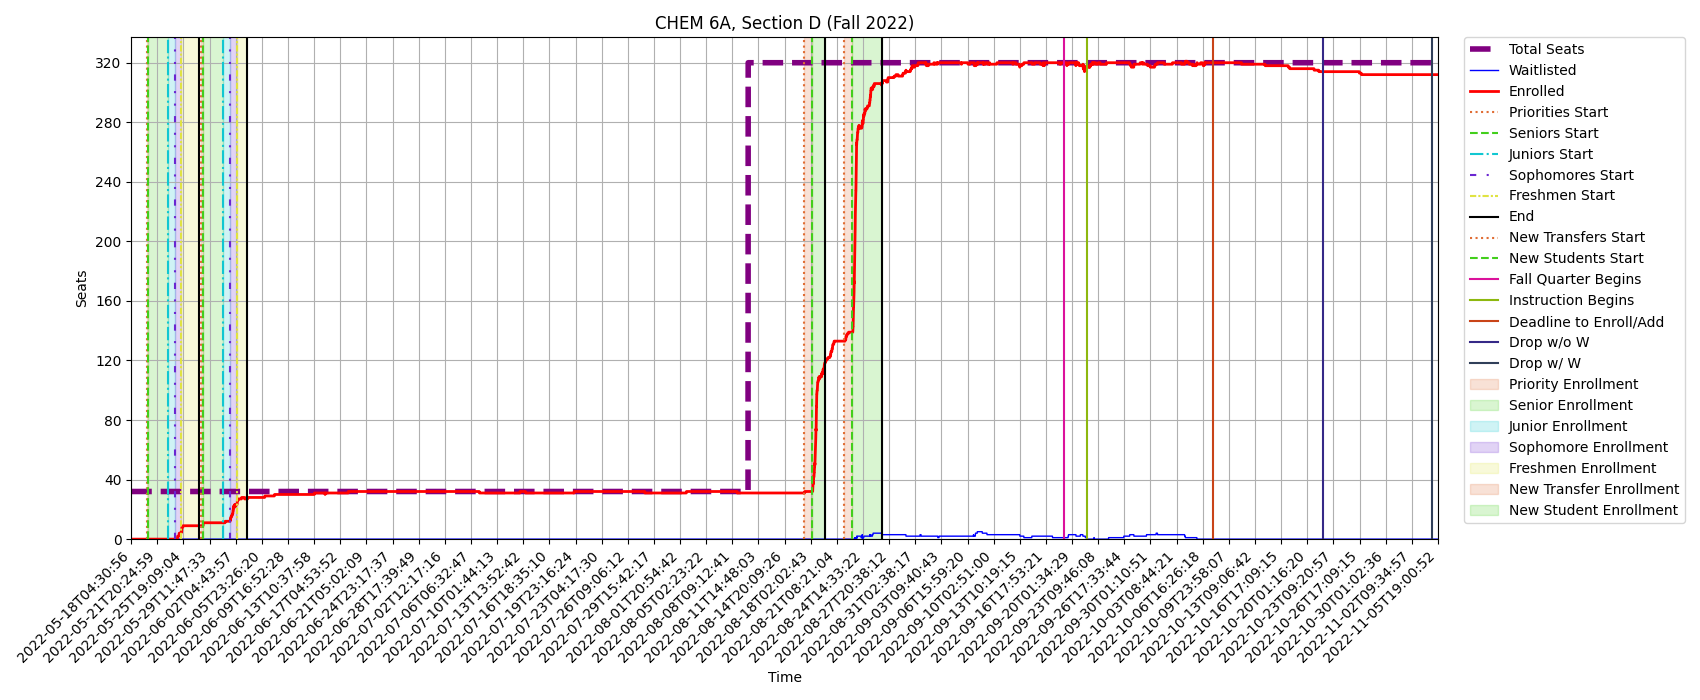 CHEM 6A, Section D (Fall 2022)
Seats
320
280
240
200
160
120
80
40
0
2022-05-18T04:30:56
2022-05-21T20:24:59
2022-05-25T19:09:04
2022-05-29T11:47:33
2022-06-02T04:43:57
2022-06-05T23:26:20
2022-06-09T16:52:28
2022-06-13T10:37:58
2022-06-17T04:53:52
2022-06-21T05:02:09
2022-06-24T23:17:37
2022-06-28T17:39:49
2022-07-02T12:17:16
2022-07-06T06:32:47
2022-07-10T01:44:13
2022-07-13T13:52:42
2022-07-16T18:35:10
2022-07-19T23:16:24
2022-07-23T04:17:30
2022-07-26T09:06:12
2022-07-29T15:42:17
2022-08-01T20:54:42
2022-08-05T02:23:22
2022-08-08T09:12:41
2022-08-11T14:48:03
2022-08-14T20:09:26
2022-08-18T03:02:43
2022-08-21T08:21:04
2022-08-24T14:33:22
2022-08-27T20:38:12
2022-08-31T02:38:17
2022-09-03T09:40:43
2022-09-06T15:59:20
2022-09-10T02:51:00
2022-09-13T10:19:15
2022-09-16T17:53:21
2022-09-20T01:34:29
2022-09-23T09:46:08
2022-09-26T17:33:44
2022-09-30T01:10:51
2022-10-03T08:44:21
2022-10-06T16:26:18
2022-10-09T23:58:07
2022-10-13T09:06:42
2022-10-16T17:09:15
2022-10-20T01:16:20
2022-10-23T09:20:57
2022-10-26T17:09:15
2022-10-30T01:02:36
2022-11-02T09:34:57
2022-11-05T19:00:52
Time
Total Seats
Waitlisted
Enrolled
Priorities Start
Seniors Start
Juniors Start
Sophomores Start
Freshmen Start
End
New Transfers Start
New Students Start
Fall Quarter Begins
Instruction Begins
Deadline to Enroll/Add
Drop w/o W
Drop w/ W
Priority Enrollment
Senior Enrollment
Junior Enrollment
Sophomore Enrollment
Freshmen Enrollment
New Transfer Enrollment
New Student Enrollment